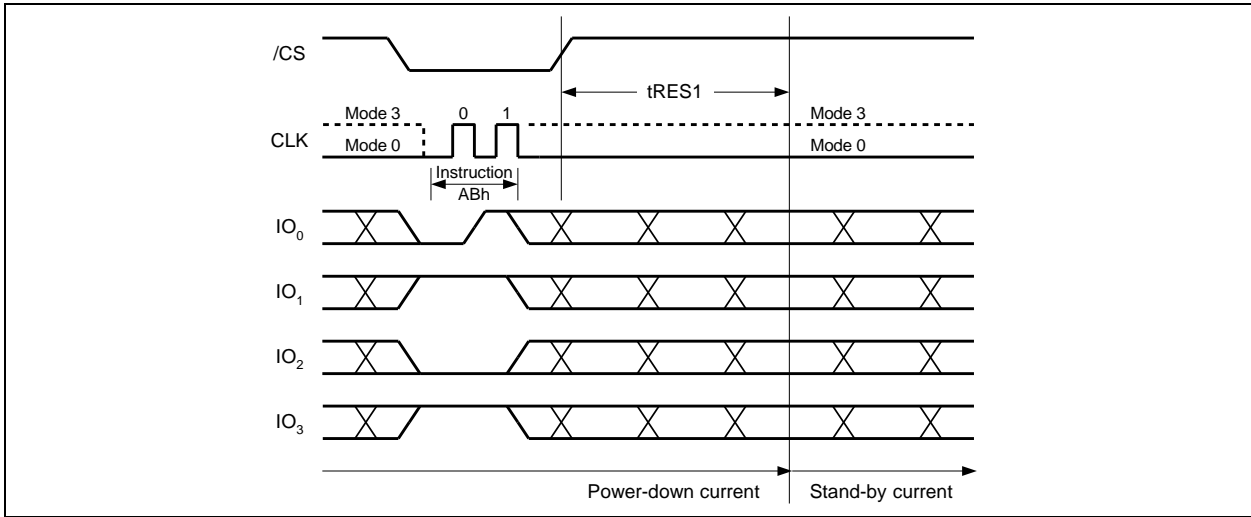 /CS
tRES1
Mode 3 0 1 Mode 3
CLK
Mode 0 Mode 0
Instruction
ABh
IO0
IO1
IO2
IO3
Power-down current Stand-by current